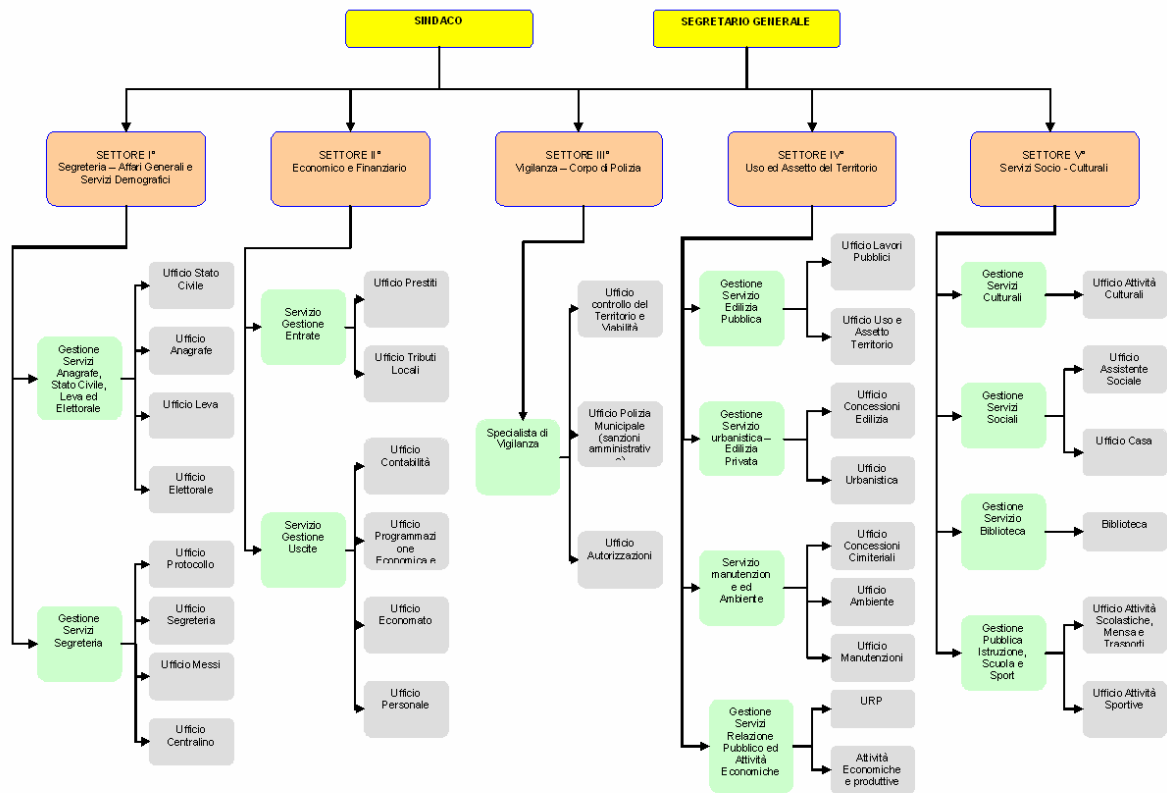 SINDACO
SEGRETARIO GENERALE
SETTORE I°
Segreteria – Affari Generali e
Servizi Demografici
SETTORE II°
Economico e Finanziario
SETTORE III°
Vigilanza – Corpo di Polizia
SETTORE IV°
Uso ed Assetto del Territorio
SETTORE V°
Servizi Socio - Culturali
Gestione
Servizi
Anagrafe,
Stato Civile,
Leva ed
Elettorale
Ufficio Stato
Civile
Ufficio
Anagrafe
Ufficio Leva
Ufficio
Elettorale
Gestione
Servizi
Segreteria
Ufficio
Protocollo
Ufficio
Segreteria
Ufficio Messi
Ufficio
Centralino
Servizio
Gestione
Entrate
Ufficio Prestiti
Ufficio Tributi
Locali
Servizio
Gestione
Uscite
Ufficio
Contabilità
Ufficio
Programmazi
one
Economica e
Ufficio
Economato
Ufficio
Personale
Specialista di
Vigilanza
Ufficio
controllo del
Territorio e
Viabilità
Ufficio Polizia
Municipale
(sanzioni
amministrativ
e)
Ufficio
Autorizzazioni
Gestione
Servizio
Edilizia
Pubblica
Ufficio Lavori
Pubblici
Ufficio Uso e
Assetto
Territorio
Gestione
Servizio
urbanistica –
Edilizia
Privata
Ufficio
Concessioni
Edilizia
Ufficio
Urbanistica
Servizio
manutenzion
e ed
Ambiente
Ufficio
Concessioni
Cimiteriali
Ufficio
Ambiente
Ufficio
Manutenzioni
Gestione
Servizi
Relazione
Pubblico ed
Attività
Economiche
URP
Attività
Economiche
e produttive
Gestione
Servizi
Culturali
Ufficio Attività
Culturali
Gestione
Servizi
Sociali
Ufficio
Assistente
Sociale
Ufficio Casa
Gestione
Servizio
Biblioteca
Biblioteca
Gestione
Pubblica
Istruzione,
Scuola e
Sport
Ufficio Attività
Scolastiche,
Mensa e
Trasporti
Ufficio Attività
Sportive